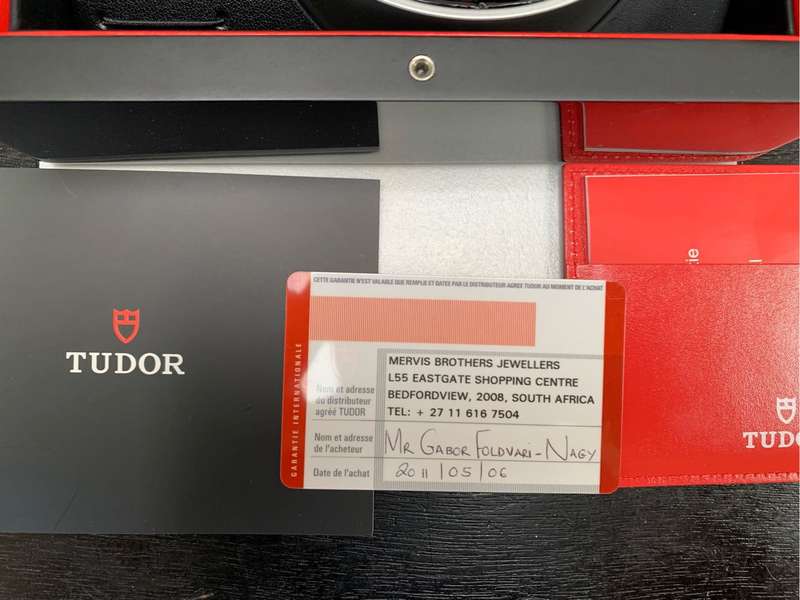 TUDOR
CETTE GARANTIE N'EST VALABLE QUE REMPLIE ET DATEE PAR LE DISTRIBUTEUR AGREE TUDOR AU MOMENT DE L'ACHAT
GARANTIE INTERNATIONALE
Nom et adresse
du distributeur
agréé TUDOR
MERVIS BROTHERS JEWELLERS
L55 EASTGATE SHOPPING CENTRE
BEDFORDVIEW, 2008, SOUTH AFRICA
TEL: + 27 11 616 7504
Nom et adresse
de l'acheteur
MR GABOR FOLDVARI-NAGY
Date de l'achat
2011/05/06
TUDO